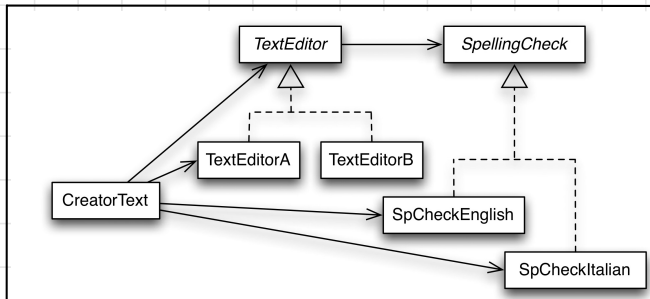 TextEditor
SpellingCheck
TextEditorA
TextEditorB
CreatorText
SpCheckEnglish
SpCheckItalian